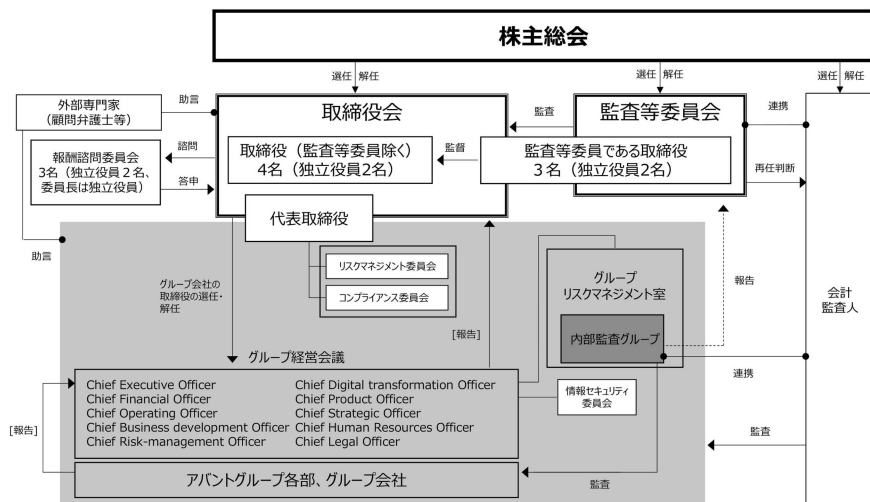 株主総会
選任 解任
選任 解任
選任 解任
外部専門家
(顧問弁護士等)
助言
取締役会
監査
監査等委員会
連携
報酬諮問委員会
3名(独立役員2名、
委員長は独立役員)
諮問
答申
取締役(監査等委員除く)
4名(独立役員2名)
監督
監査等委員である取締役
3名(独立役員2名)
再任判断
代表取締役
助言
グループ会社の
取締役の選任・
解任
リスクマネジメント委員会
コンプライアンス委員会
[報告]
グループ
リスクマネジメント室
内部監査グループ
報告
会計
監査人
グループ経営会議
Chief Executive Officer
Chief Financial Officer
Chief Operating Officer
Chief Business development Officer
Chief Risk-management Officer
Chief Digital transformation Officer
Chief Product Officer
Chief Strategic Officer
Chief Human Resources Officer
Chief Legal Officer
情報セキュリティ
委員会
連携
[報告]
監査
アバントグループ各部、グループ会社
監査